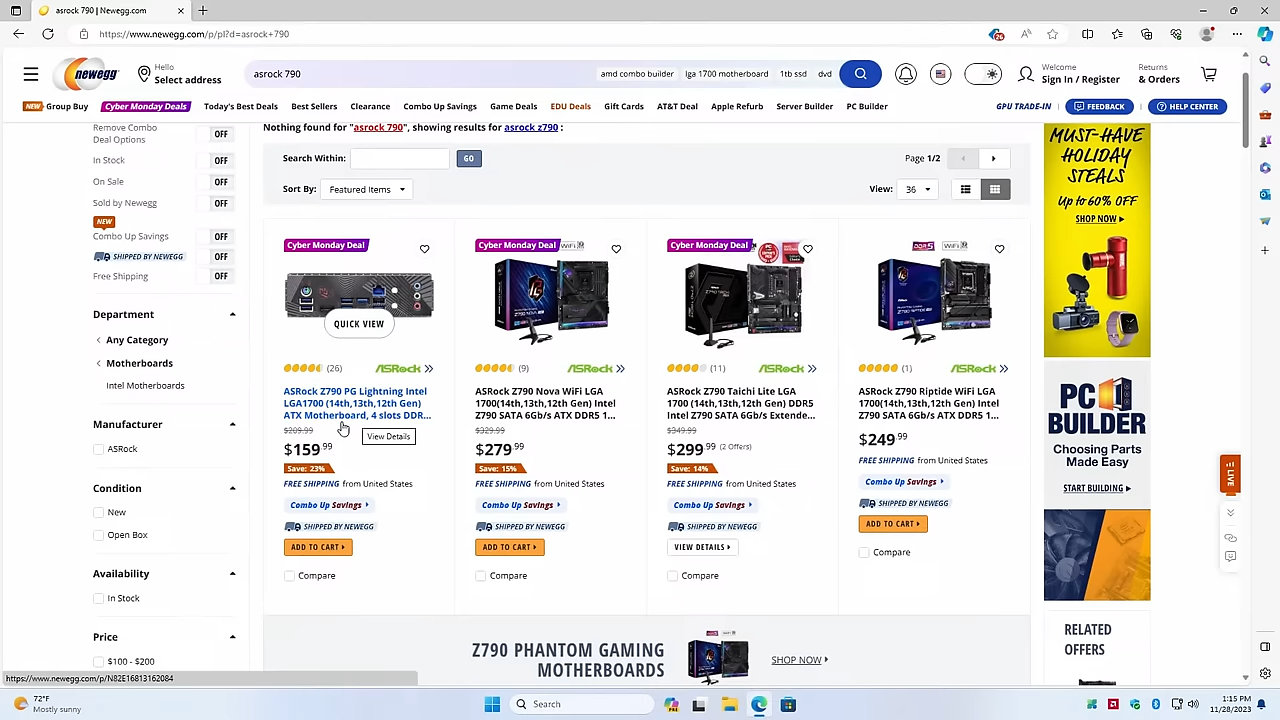 asrock 790 | Newegg.com
https://www.newegg.com/p/pl?d=asrock+790
newegg
Hello
Select address
asrock 790
amd combo builder
lga 1700 motherboard
1tb ssd
dvd
Welcome
Sign In / Register
Returns
& Orders
NEW Group Buy
Cyber Monday Deals
Today's Best Deals
Best Sellers
Clearance
Combo Up Savings
Game Deals
EDU Deals
Gift Cards
AT&T Deal
Apple Refurb
Server Builder
PC Builder
GPU TRADE-IN
FEEDBACK
HELP CENTER
Remove Combo
Deal Options
OFF
In Stock
OFF
On Sale
OFF
Sold by Newegg
OFF
NEW
Combo Up Savings
OFF
SHIPPED BY NEWEGG
OFF
Free Shipping
OFF
Department
Any Category
Motherboards
Intel Motherboards
Manufacturer
ASRock
Condition
New
Open Box
Availability
In Stock
Price
$100 - $200
Nothing found for "asrock 790", showing results for asrock z790 :
Search Within:
GO
Page 1/2
Sort By:
Featured Items
View:
36
Cyber Monday Deal
QUICK VIEW
(26)
ASRock
ASRock Z790 PG Lightning Intel
LGA1700 (14th,13th,12th Gen)
ATX Motherboard, 4 slots DDR...
$209.99
$159.99
View Details
Save: 23%
FREE SHIPPING from United States
Combo Up Savings
SHIPPED BY NEWEGG
ADD TO CART
Compare
Cyber Monday Deal
(9)
ASRock
ASRock Z790 Nova WiFi LGA
1700(14th,13th,12th Gen) Intel
Z790 SATA 6Gb/s ATX DDR5 1...
$329.99
$279.99
Save: 15%
FREE SHIPPING from United States
Combo Up Savings
SHIPPED BY NEWEGG
ADD TO CART
Compare
Cyber Monday Deal
(11)
ASRock
ASRock Z790 Taichi Lite LGA
1700 (14th,13th,12th Gen) DDR5
Intel Z790 SATA 6Gb/s Extende...
$349.99
$299.99 (2 Offers)
Save: 14%
FREE SHIPPING from United States
Combo Up Savings
SHIPPED BY NEWEGG
VIEW DETAILS
Compare
(1)
ASRock
ASRock Z790 Riptide WiFi LGA
1700(14th,13th,12th Gen) Intel
Z790 SATA 6Gb/s ATX DDR5 1...
$249.99
FREE SHIPPING from United States
Combo Up Savings
SHIPPED BY NEWEGG
ADD TO CART
Compare
Z790 PHANTOM GAMING
MOTHERBOARDS
SHOP NOW
MUST-HAVE
HOLIDAY
STEALS
Up to 60% OFF
SHOP NOW
PC
BUILDER
Choosing Parts
Made Easy
START BUILDING
RELATED
OFFERS
LIVE
https://www.newegg.com/p/N82E16813162084
72°F
Mostly sunny
Search
1:15 PM
11/28/2023